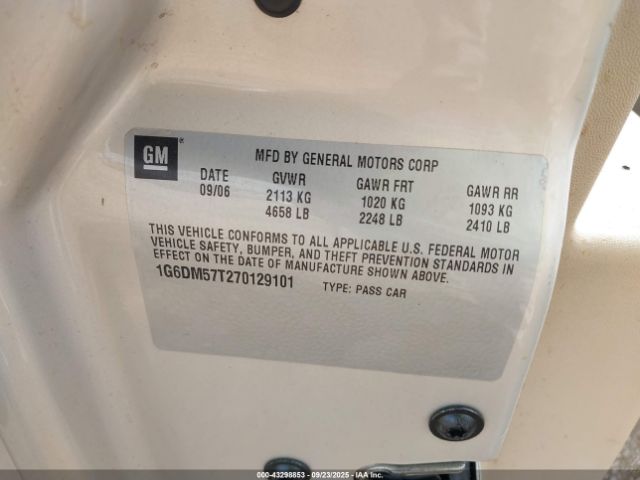 GM ®
MFD BY GENERAL MOTORS CORP
DATE GVWR GAWR FRT GAWR RR
09/06 2113 KG 1020 KG 1093 KG
4658 LB 2248 LB 2410 LB
THIS VEHICLE CONFORMS TO ALL APPLICABLE U.S. FEDERAL MOTOR
VEHICLE SAFETY, BUMPER, AND THEFT PREVENTION STANDARDS IN
EFFECT ON THE DATE OF MANUFACTURE SHOWN ABOVE.
1G6DM57T270129101 TYPE: PASS CAR
000-43298853 - 09/23/2025 - IAAI.COM